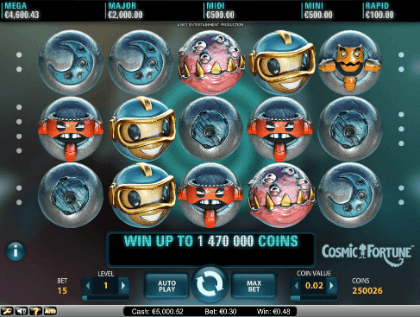 MEGA MAJOR MIDI MINI RAPID
€4,600.43 €2,000.00 €500.00 €500.00 €100.00
A NET ENTERTAINMENT PRODUCTION
WIN UP TO 1 470 000 COINS
COSMIC FORTUNE
BET LEVEL COIN VALUE COINS
15 1 AUTO PLAY MAX BET 0.02 250026
Cash: €5,000.52 Bet: €0.30 Win: €0.48